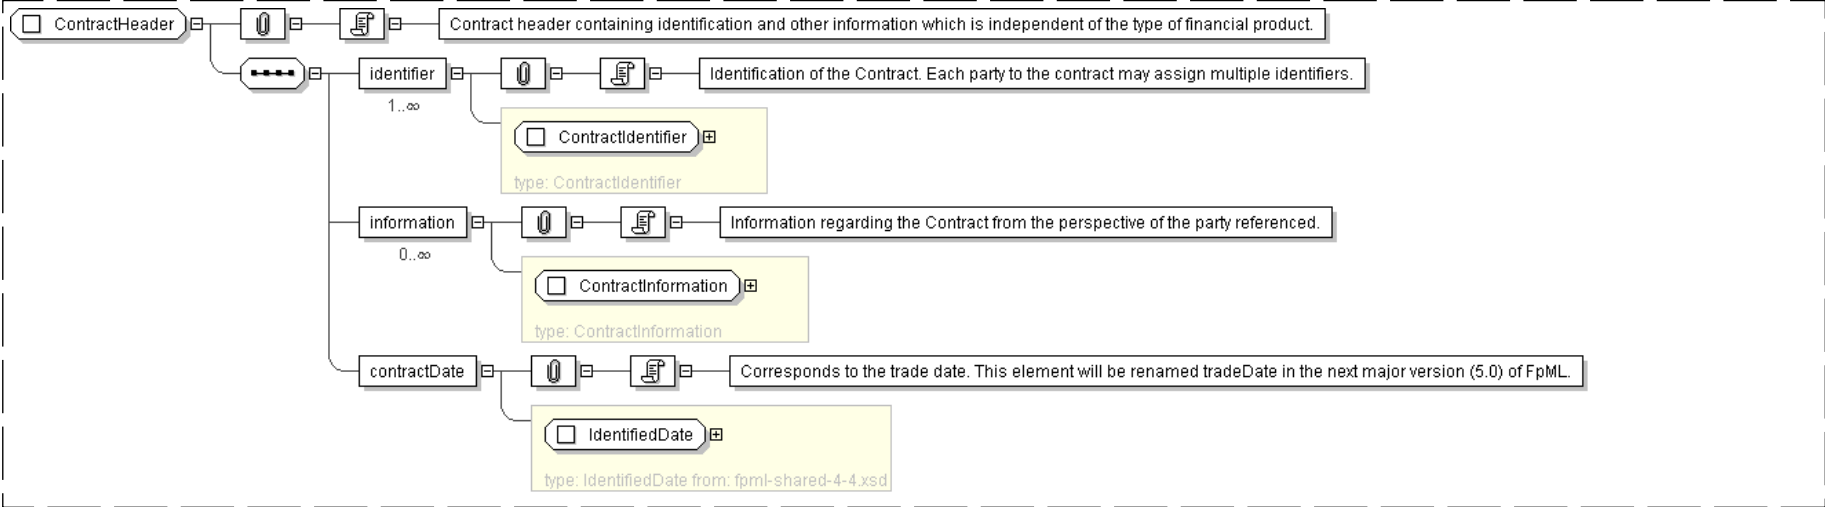 ContractHeader Contract header containing identification and other information which is independent of the type of financial product.
identifier Identification of the Contract. Each party to the contract may assign multiple identifiers.
1..∞
ContractIdentifier
type: ContractIdentifier
information Information regarding the Contract from the perspective of the party referenced.
0..∞
ContractInformation
type: ContractInformation
contractDate Corresponds to the trade date. This element will be renamed tradeDate in the next major version (5.0) of FpML.
IdentifiedDate
type: IdentifiedDate from: fpml-shared-4-4.xsd